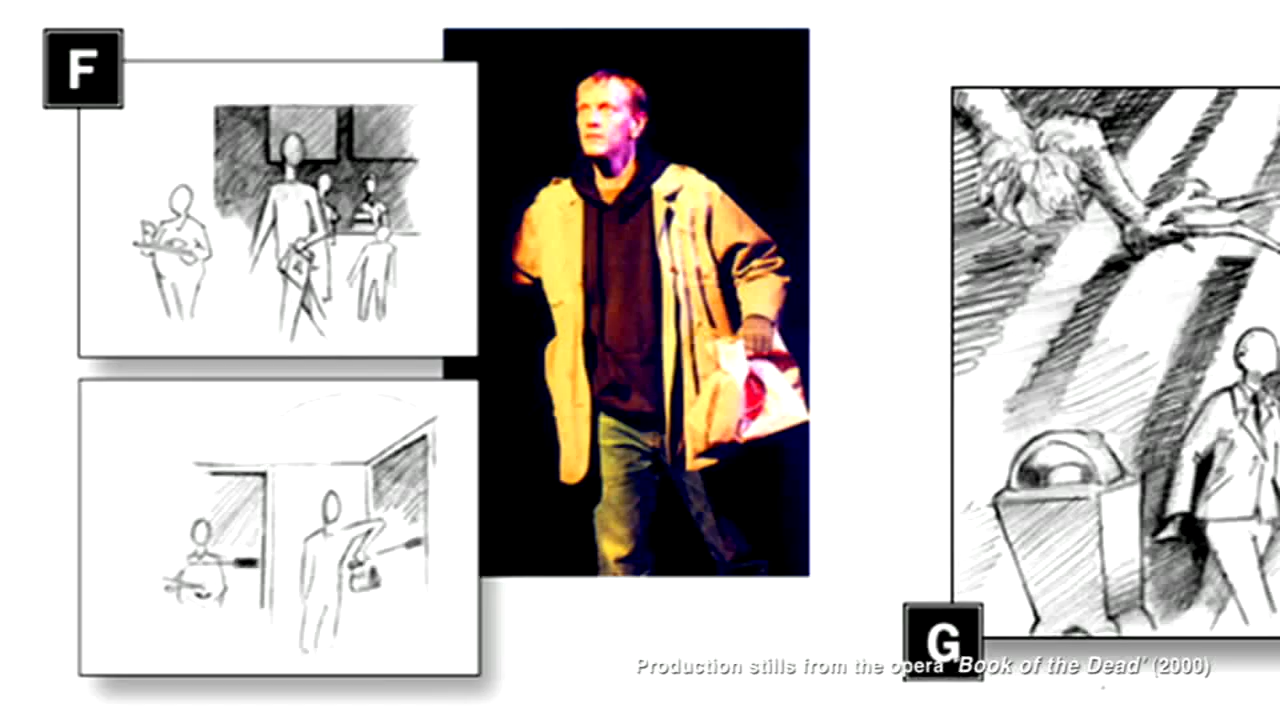 F
G
Production stills from the opera 'Book of the Dead' (2000)